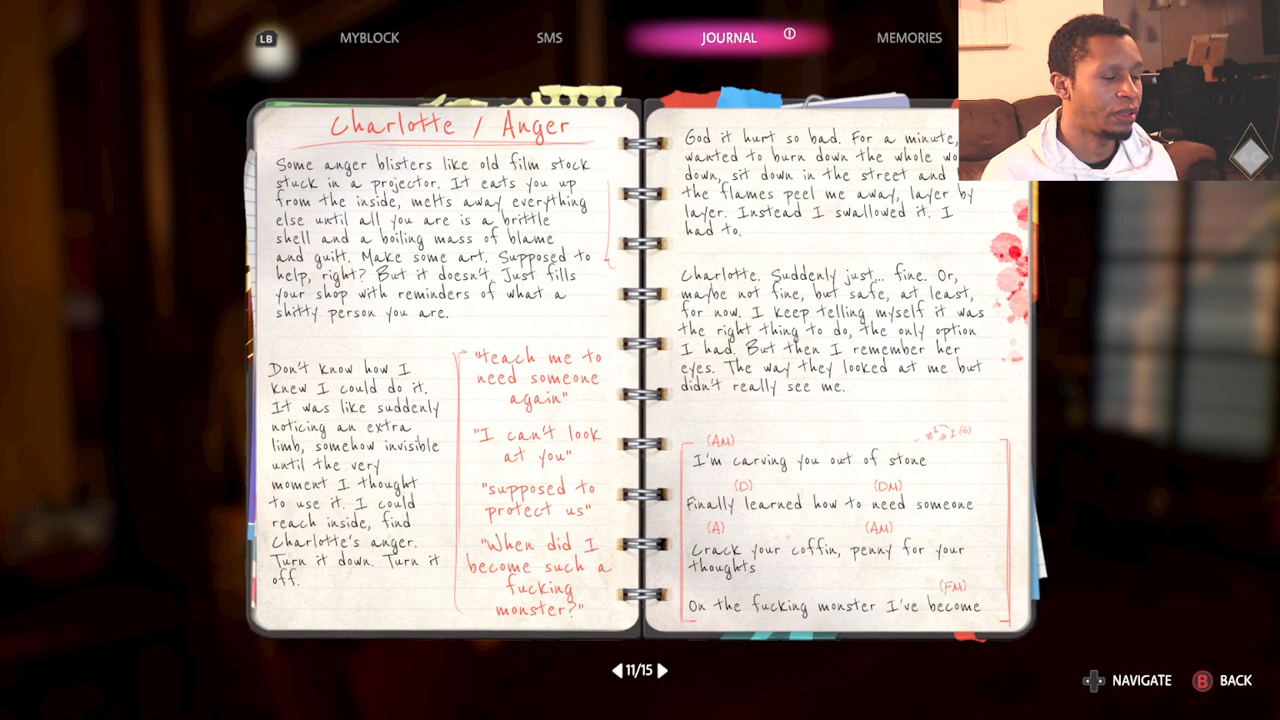 LB
MYBLOCK
SMS
JOURNAL
MEMORIES
Charlotte / Anger
Some anger blisters like old film stock
stuck in a projector. It eats you up
from the inside, melts away everything
else until all you are is a brittle
shell and a boiling mass of blame
and guilt. Make some art. Supposed to
help, right? But it doesn't. Just fills
your shop with reminders of what a
shitty person you are.
Don't know how I
knew I could do it.
It was like suddenly
noticing an extra
limb, somehow invisible
until the very
moment I thought
to use it. I could
reach inside, find
Charlotte's anger.
Turn it down. Turn it
off.
"teach me to
need someone
again"
"I can't look
at you"
"supposed to
protect us"
"When did I
become such a
fucking
monster?"
God it hurt so bad. For a minute,
wanted to burn down the whole
down, sit down in the street and
the flames peel me away, layer by
layer. Instead I swallowed it. I
had to.
Charlotte. Suddenly just... fine. Or,
maybe not fine, but safe, at least,
for now. I keep telling myself it was
the right thing to do, the only option
I had. But then I remember her
eyes. The way they looked at me but
didn't really see me.
(AM)
I'm carving you out of stone
(D) (DM)
Finally learned how to need someone
(A) (AM)
Crack your coffin, penny for your
thoughts
(FM)
On the fucking monster I've become
11/15
NAVIGATE
B BACK